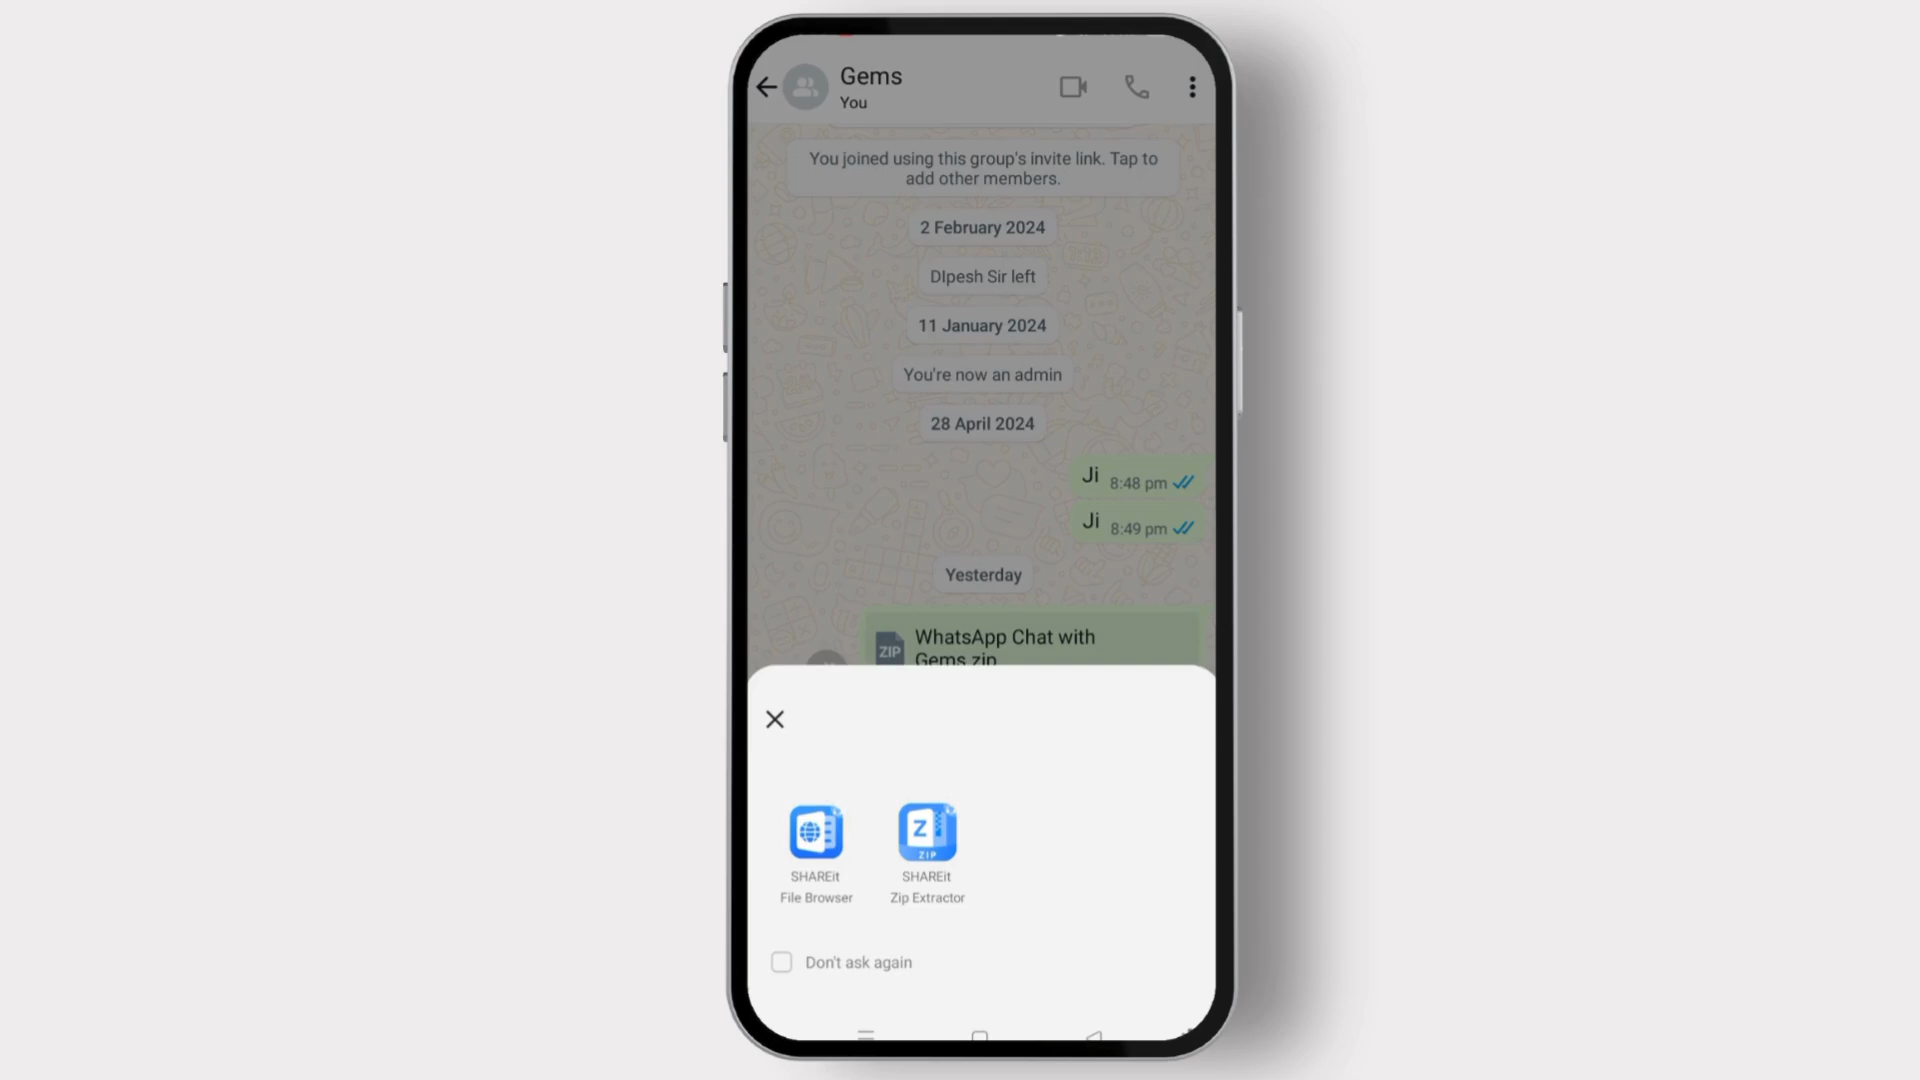 Gems
You
You joined using this group's invite link. Tap to
add other members.
2 February 2024
DIpesh Sir left
11 January 2024
You're now an admin
28 April 2024
Ji 8:48 pm
Ji 8:49 pm
Yesterday
ZIP
WhatsApp Chat with
Gems.zip
Z
ZIP
SHAREit
File Browser
SHAREit
Zip Extractor
Don't ask again